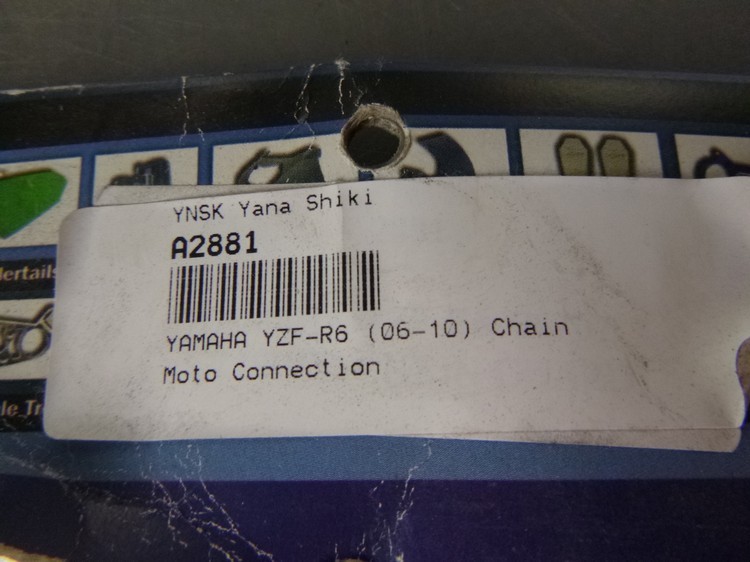 YNSK Yana Shiki
A2881
YAMAHA YZF-R6 (06-10) Chain
Moto Connection